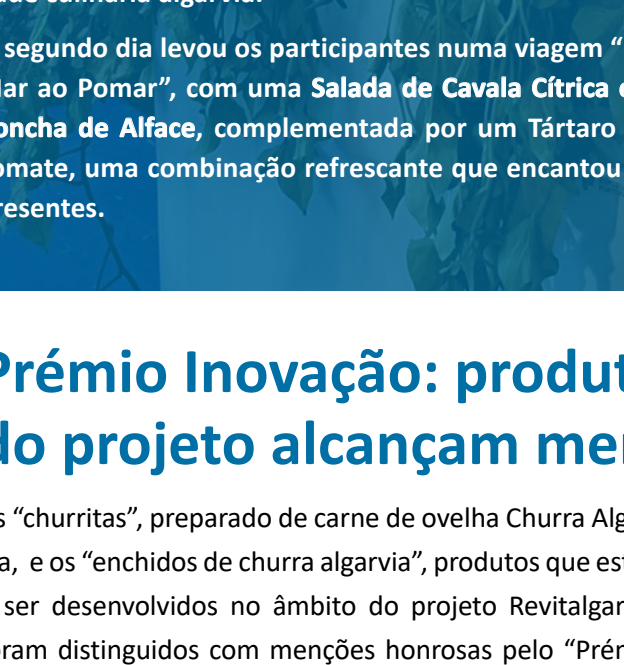 segundo dia levou os participantes numa viagem “
ar ao Pomar”, com uma Salada de Cavala Cítrica
oncha de Alface, complementada por um Tártaro
omate, uma combinação refrescante que encantou
resentes.
Prémio Inovação: produt
do projeto alcançam me
s “churritas”, preparado de carne de ovelha Churra Alg
a, e os “enchidos de churra algarvia”, produtos que est
ser desenvolvidos no âmbito do projeto Revitalgar
ram distinguidos com menções honrosas pelo “Prém